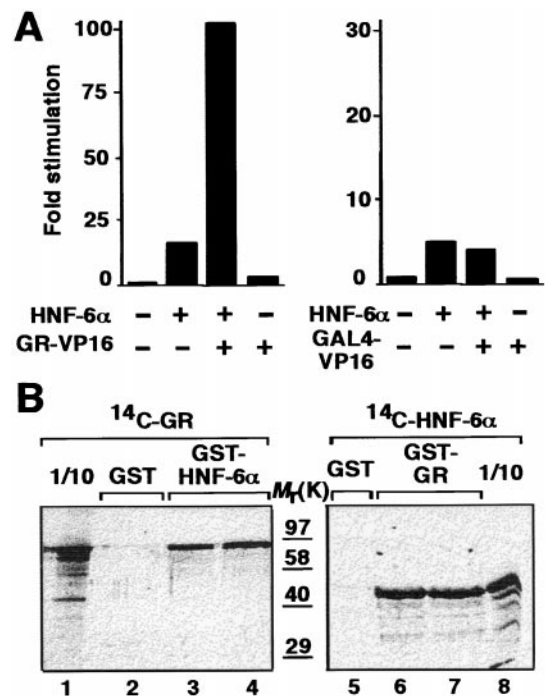 A
Fold stimulation
100
75
50
25
0
30
20
10
0
HNF-6α – + + –
GR-VP16 – – + +
HNF-6α – + + –
GAL4-VP16 – – + +
B
14C-GR
1/10 GST GST-HNF-6α
Mr(K)
97
58
40
29
1 2 3 4
14C-HNF-6α
GST GST-GR 1/10
5 6 7 8